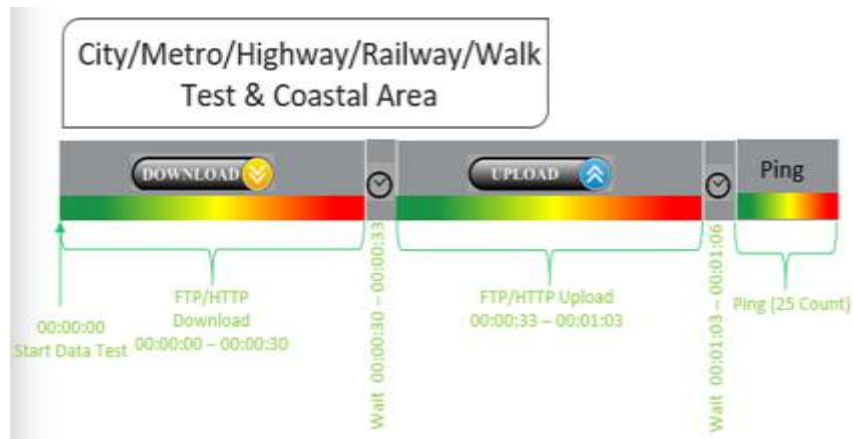 City/Metro/Highway/Railway/Walk
Test & Coastal Area
DOWNLOAD
UPLOAD
Ping
00:00:00
Start Data Test
FTP/HTTP
Download
00:00:00 – 00:00:30
Wait 00:00:30 – 00:00:33
FTP/HTTP Upload
00:00:33 – 00:01:03
Wait 00:01:03 – 00:01:06
Ping (25 Count)